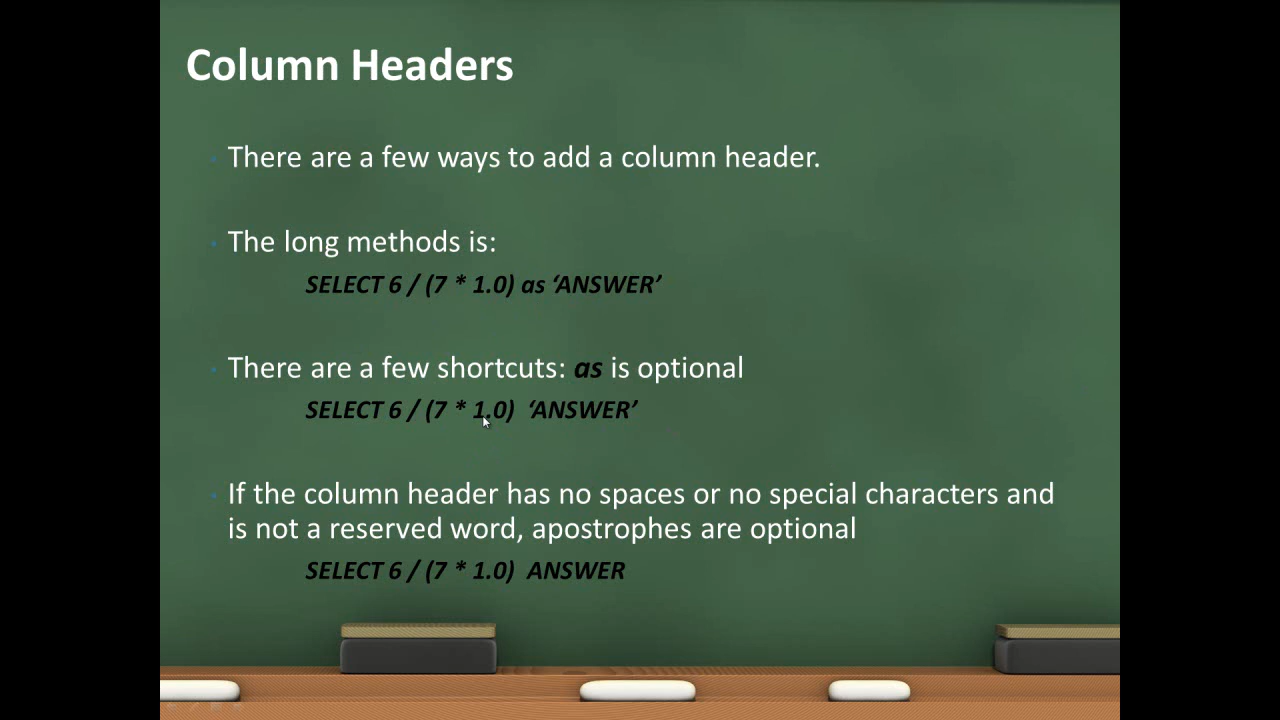 Column Headers
There are a few ways to add a column header.
The long methods is:
SELECT 6 / (7 * 1.0) as ‘ANSWER’
There are a few shortcuts: as is optional
SELECT 6 / (7 * 1.0)  ‘ANSWER’
If the column header has no spaces or no special characters and
is not a reserved word, apostrophes are optional
SELECT 6 / (7 * 1.0)  ANSWER